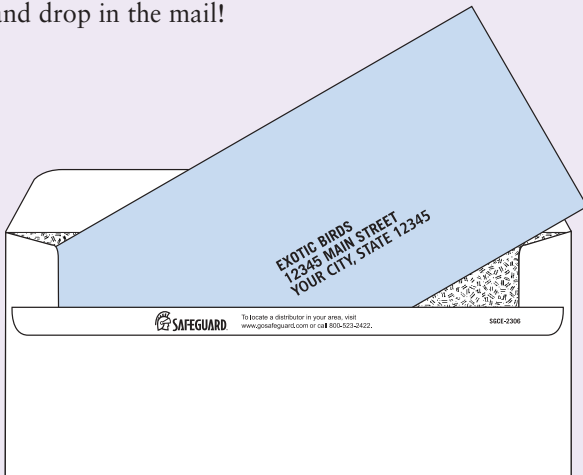 and drop in the mail!
EXOTIC BIRDS
12345 MAIN STREET
YOUR CITY, STATE 12345
SAFEGUARD
To locate a distributor in your area, visit
www.gosafeguard.com or call 800-523-2422.
SGCE-2306